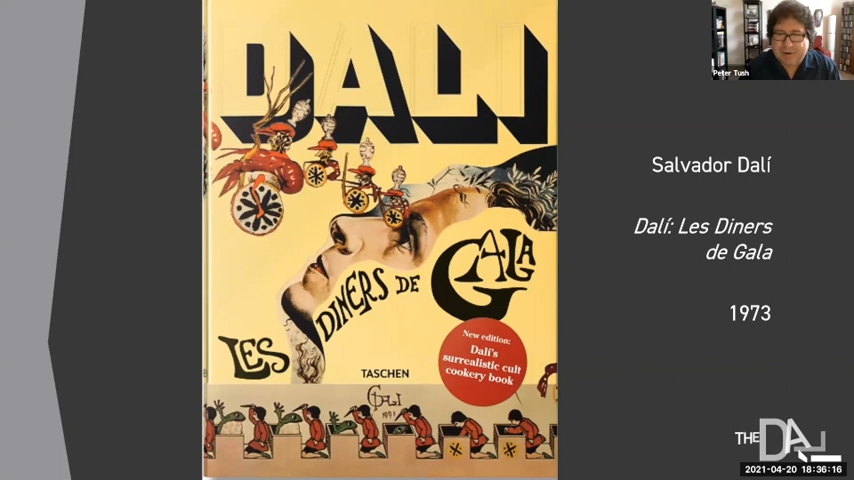 DALI
LES DINERS DE GALA
New edition:
Dalí's
surrealistic cult
cookery book
TASCHEN
Peter Tush
Salvador Dalí
Dalí: Les Diners
de Gala
1973
THE DALÍ
2021-04-20 18:36:16